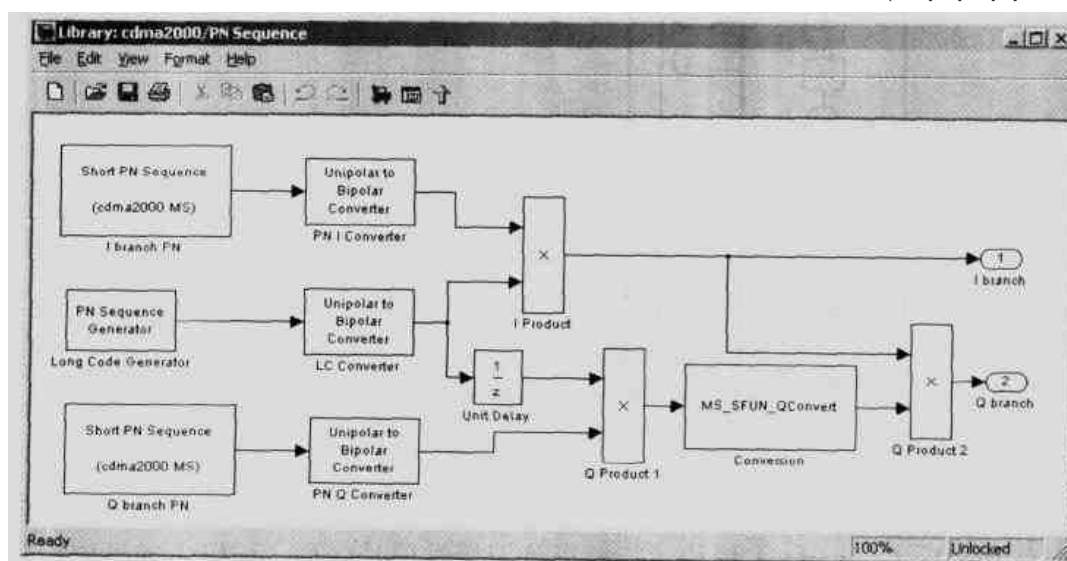 Library: cdma2000/PN Sequence
File Edit View Format Help
Short PN Sequence
(cdma2000 MS)
I branch PN
Unipolar to
Bipolar
Converter
PN I Converter
×
I Product
1
I branch
PN Sequence
Generator
Long Code Generator
Unipolar to
Bipolar
Converter
LC Converter
1
z
Unit Delay
×
Q Product 1
MS_SFUN_QConvert
Conversion
×
Q Product 2
2
Q branch
Short PN Sequence
(cdma2000 MS)
Q branch PN
Unipolar to
Bipolar
Converter
PN Q Converter
Ready
100%
Unlocked